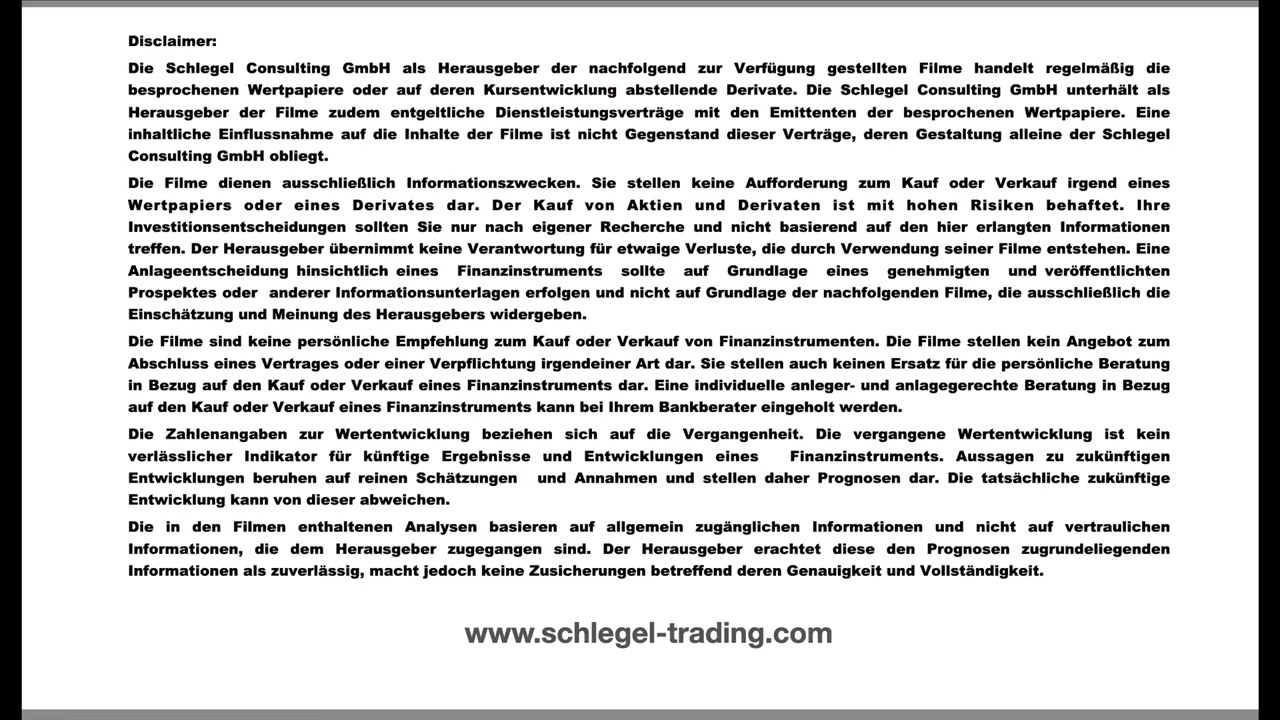 Disclaimer:
Die Schlegel Consulting GmbH als Herausgeber der nachfolgend zur Verfügung gestellten Filme handelt regelmäßig die
besprochenen Wertpapiere oder auf deren Kursentwicklung abstellende Derivate. Die Schlegel Consulting GmbH unterhält als
Herausgeber der Filme zudem entgeltliche Dienstleistungsverträge mit den Emittenten der besprochenen Wertpapiere. Eine
inhaltliche Einflussnahme auf die Inhalte der Filme ist nicht Gegenstand dieser Verträge, deren Gestaltung alleine der Schlegel
Consulting GmbH obliegt.
Die Filme dienen ausschließlich Informationszwecken. Sie stellen keine Aufforderung zum Kauf oder Verkauf irgend eines
Wertpapiers oder eines Derivates dar. Der Kauf von Aktien und Derivaten ist mit hohen Risiken behaftet. Ihre
Investitionsentscheidungen sollten Sie nur nach eigener Recherche und nicht basierend auf den hier erlangten Informationen
treffen. Der Herausgeber übernimmt keine Verantwortung für etwaige Verluste, die durch Verwendung seiner Filme entstehen. Eine
Anlageentscheidung hinsichtlich eines Finanzinstruments sollte auf Grundlage eines genehmigten und veröffentlichten
Prospektes oder anderer Informationsunterlagen erfolgen und nicht auf Grundlage der nachfolgenden Filme, die ausschließlich die
Einschätzung und Meinung des Herausgebers widergeben.
Die Filme sind keine persönliche Empfehlung zum Kauf oder Verkauf von Finanzinstrumenten. Die Filme stellen kein Angebot zum
Abschluss eines Vertrages oder einer Verpflichtung irgendeiner Art dar. Sie stellen auch keinen Ersatz für die persönliche Beratung
in Bezug auf den Kauf oder Verkauf eines Finanzinstruments dar. Eine individuelle anleger- und anlagegerechte Beratung in Bezug
auf den Kauf oder Verkauf eines Finanzinstruments kann bei Ihrem Bankberater eingeholt werden.
Die Zahlenangaben zur Wertentwicklung beziehen sich auf die Vergangenheit. Die vergangene Wertentwicklung ist kein
verlässlicher Indikator für künftige Ergebnisse und Entwicklungen eines Finanzinstruments. Aussagen zu zukünftigen
Entwicklungen beruhen auf reinen Schätzungen und Annahmen und stellen daher Prognosen dar. Die tatsächliche zukünftige
Entwicklung kann von dieser abweichen.
Die in den Filmen enthaltenen Analysen basieren auf allgemein zugänglichen Informationen und nicht auf vertraulichen
Informationen, die dem Herausgeber zugegangen sind. Der Herausgeber erachtet diese den Prognosen zugrundeliegenden
Informationen als zuverlässig, macht jedoch keine Zusicherungen betreffend deren Genauigkeit und Vollständigkeit.
www.schlegel-trading.com